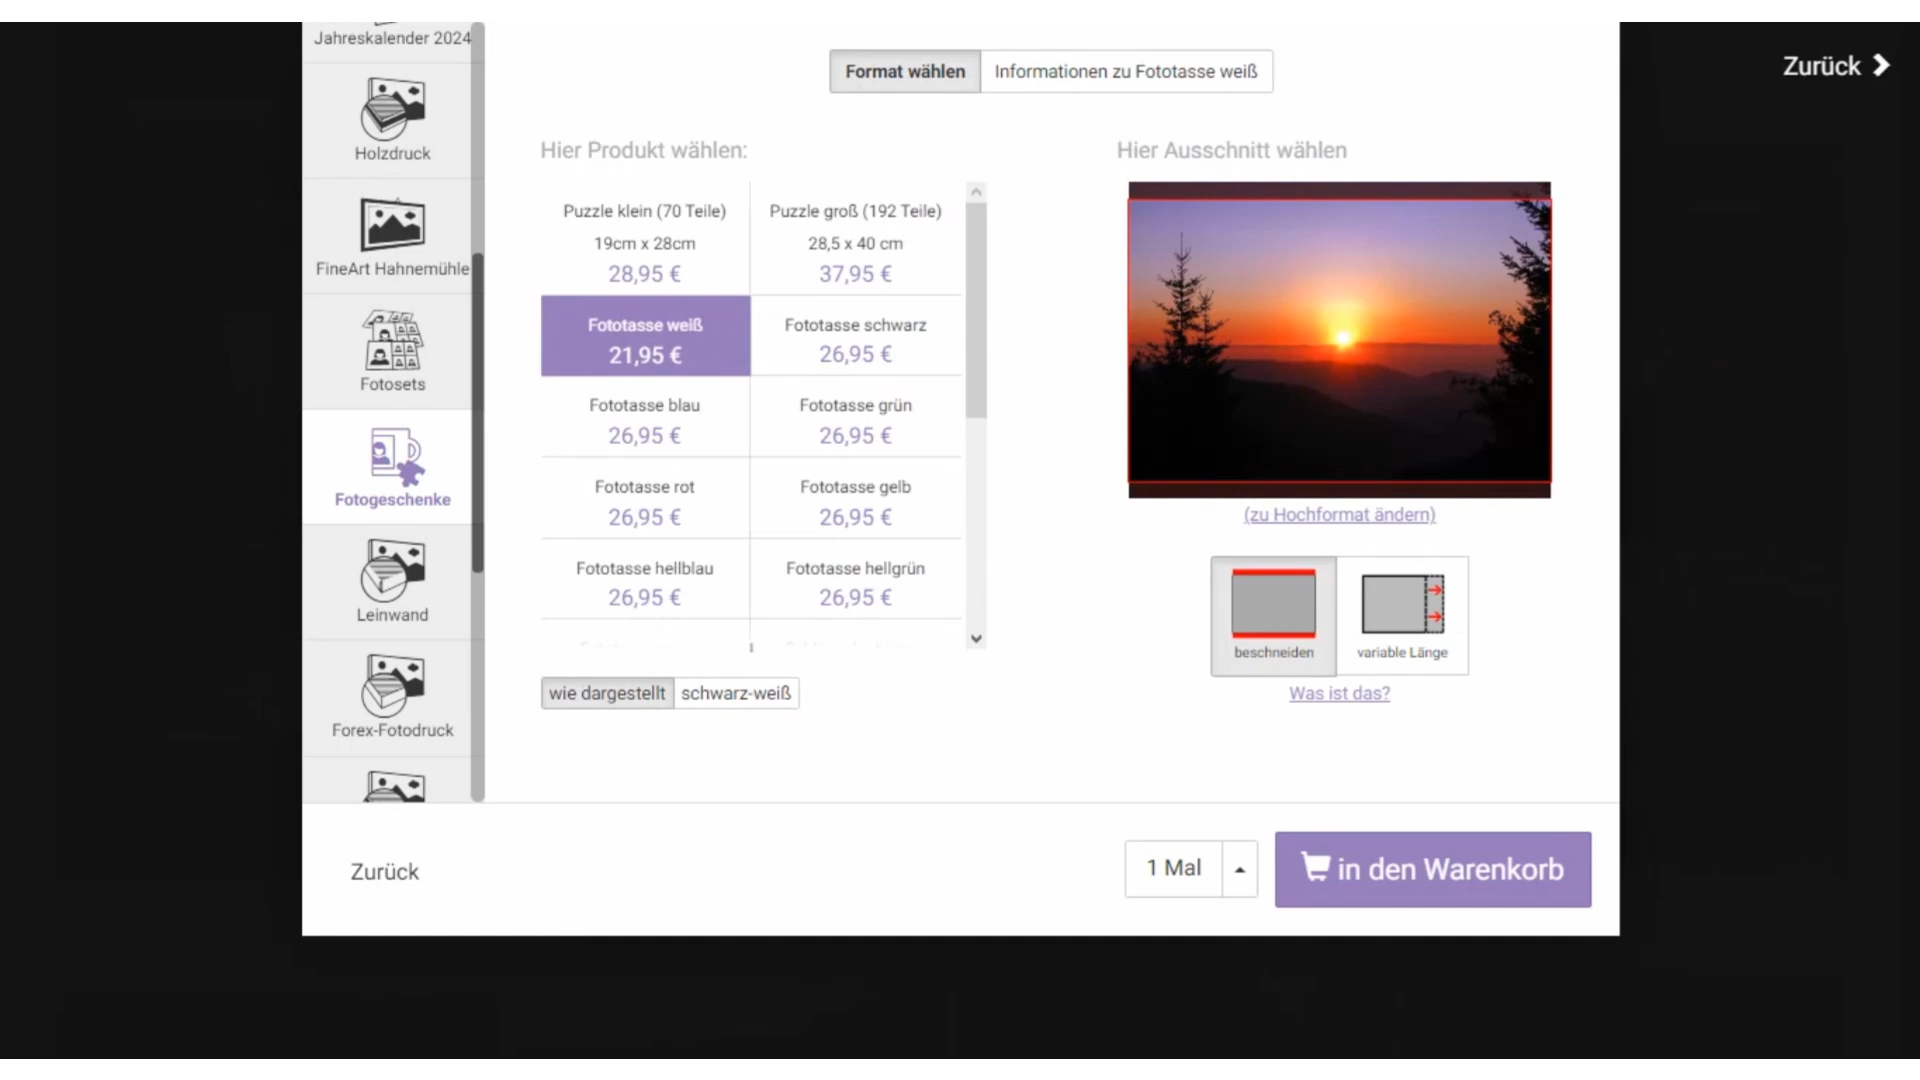 Jahreskalender 2024
Holzdruck
FineArt Hahnemühle
Fotosets
Fotogeschenke
Leinwand
Forex-Fotodruck
Format wählen
Informationen zu Fototasse weiß
Zurück
Hier Produkt wählen:
Puzzle klein (70 Teile)
19cm x 28cm
28,95 €
Puzzle groß (192 Teile)
28,5 x 40 cm
37,95 €
Fototasse weiß
21,95 €
Fototasse schwarz
26,95 €
Fototasse blau
26,95 €
Fototasse grün
26,95 €
Fototasse rot
26,95 €
Fototasse gelb
26,95 €
Fototasse hellblau
26,95 €
Fototasse hellgrün
26,95 €
wie dargestellt
schwarz-weiß
Hier Ausschnitt wählen
(zu Hochformat ändern)
beschneiden
variable Länge
Was ist das?
Zurück
1 Mal
in den Warenkorb